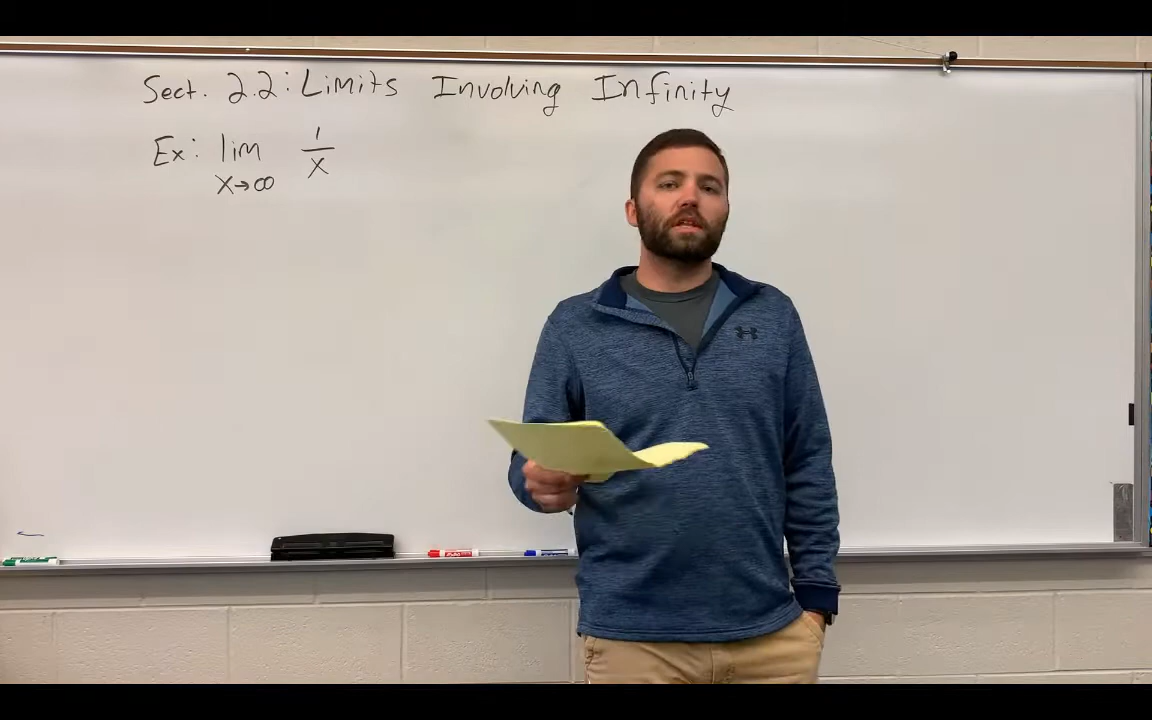 Sect. 2.2: Limits Involving Infinity
Ex: lim 1/x
x→∞